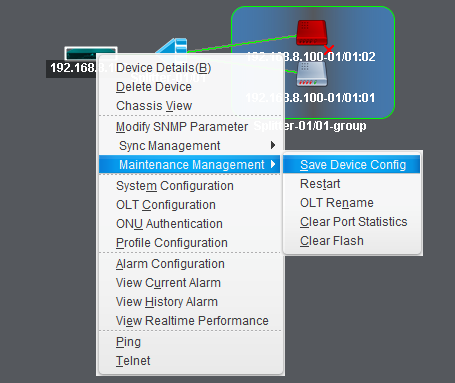 192.168.8.100-01/01:02
192.168.8.1
192.168.8.100-01/01:01
Splitter-01/01-group
Device Details(B)
Delete Device
Chassis View
Modify SNMP Parameter
Sync Management
Maintenance Management
System Configuration
OLT Configuration
ONU Authentication
Profile Configuration
Alarm Configuration
View Current Alarm
View History Alarm
View Realtime Performance
Ping
Telnet
Save Device Config
Restart
OLT Rename
Clear Port Statistics
Clear Flash